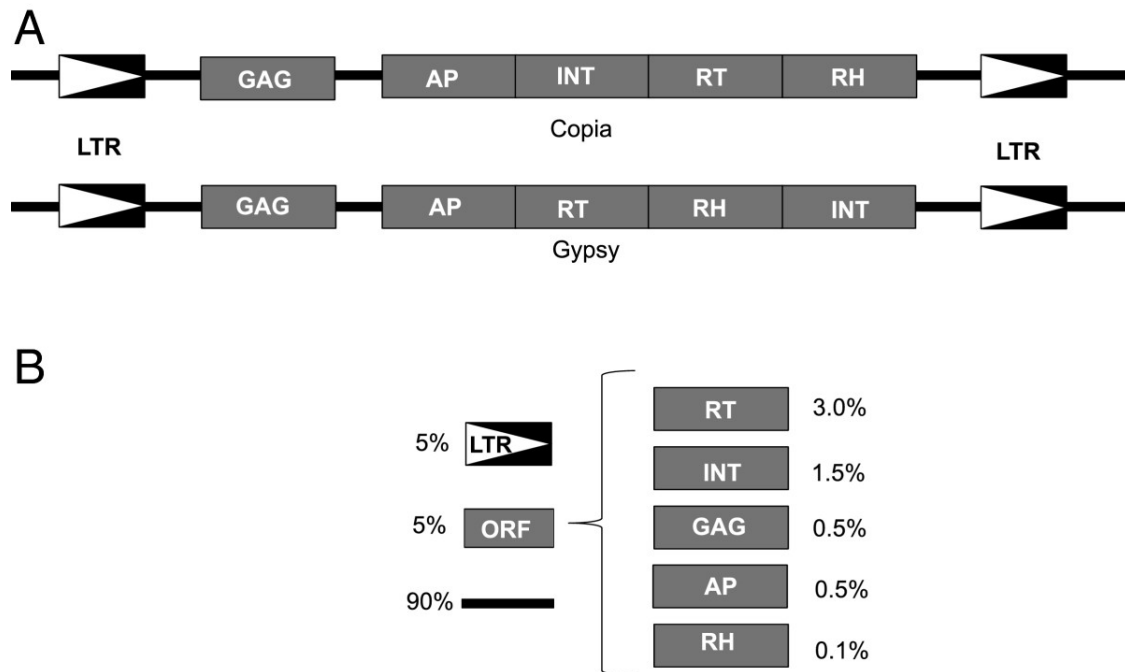 A
GAG AP INT RT RH
Copia
LTR LTR
GAG AP RT RH INT
Gypsy
B
RT 3.0%
5% LTR
INT 1.5%
5% ORF
GAG 0.5%
AP 0.5%
90%
RH 0.1%